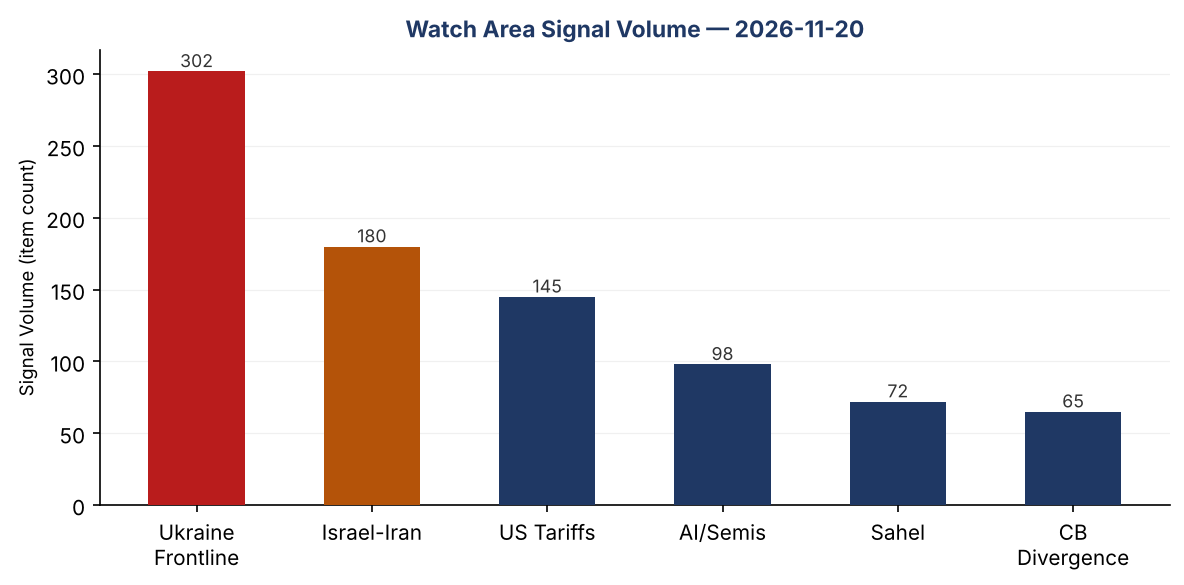 Watch Area Signal Volume — 2026-11-20
Signal Volume (item count)
300
250
200
150
100
50
0
302
180
145
98
72
65
Ukraine
Frontline
Israel-Iran
US Tariffs
AI/Semis
Sahel
CB
Divergence